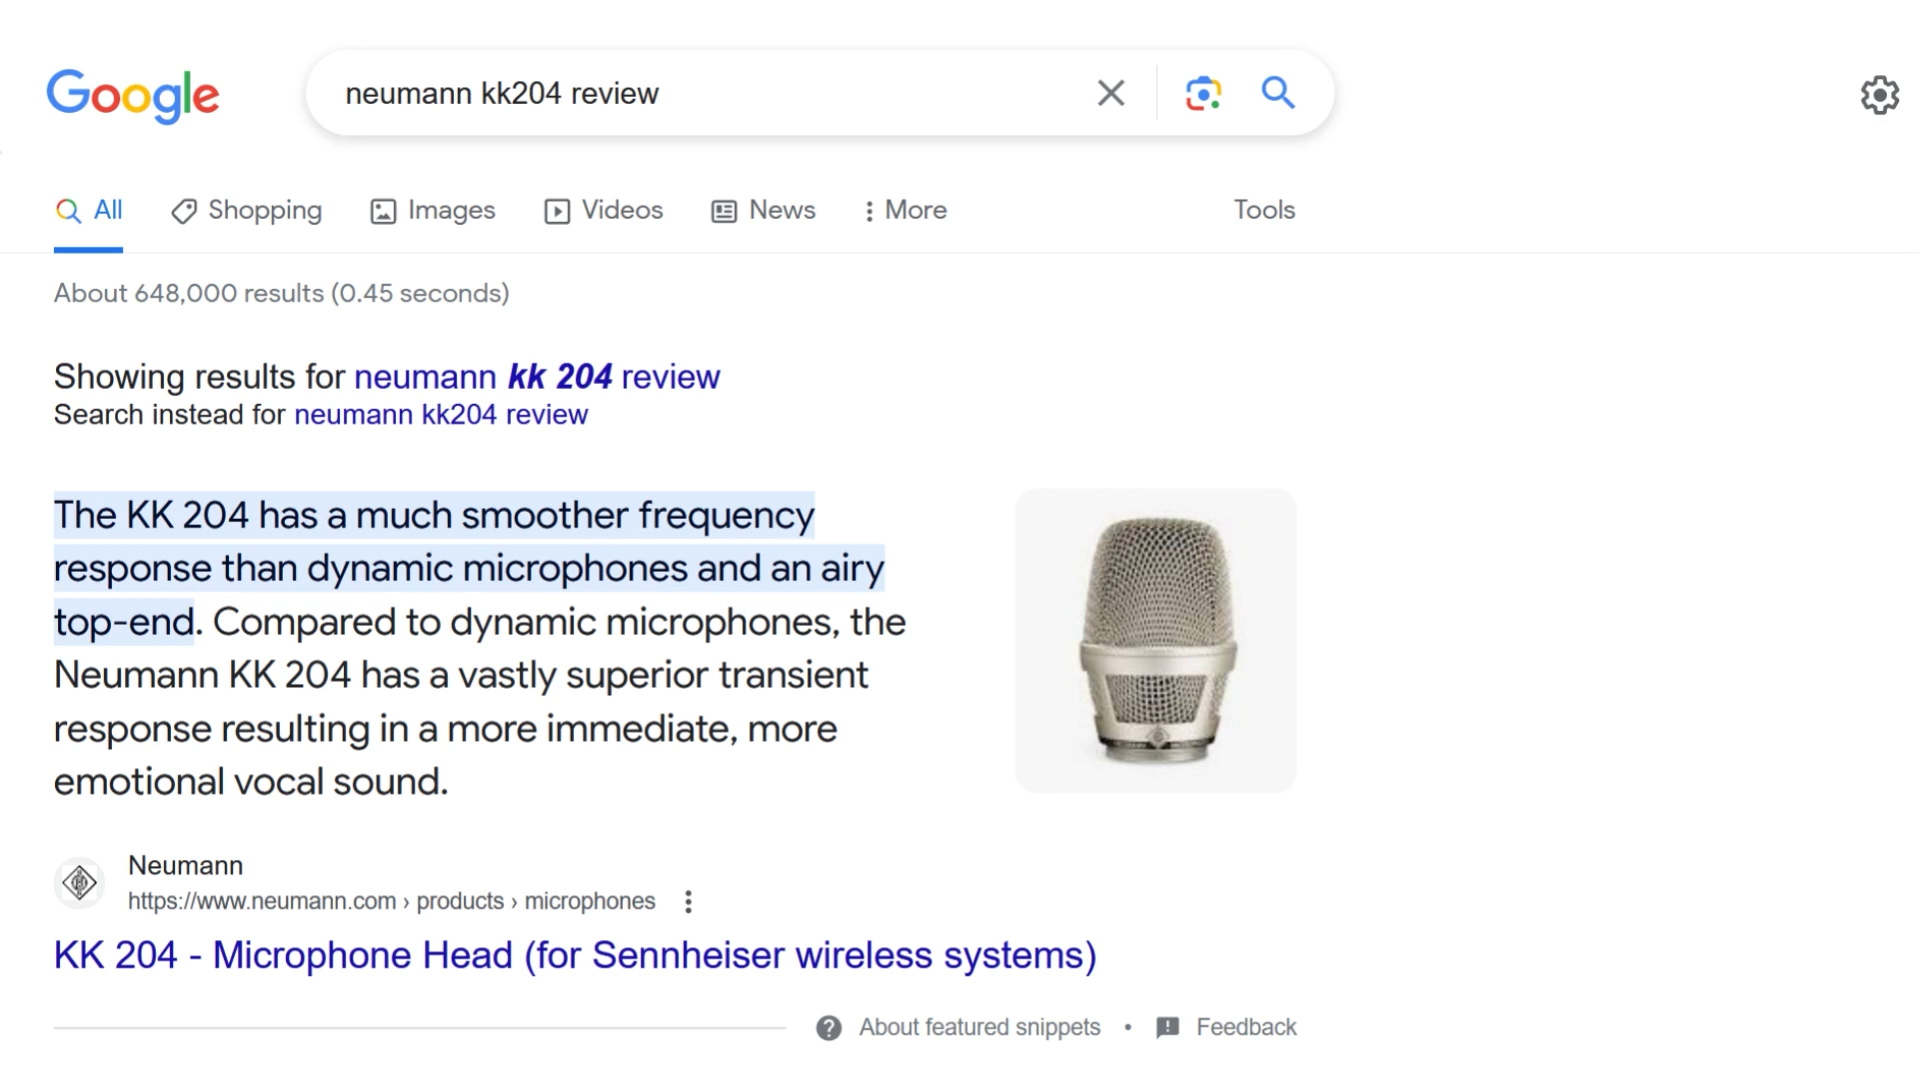 Google
neumann kk204 review
All Shopping Images Videos News More Tools
About 648,000 results (0.45 seconds)
Showing results for neumann kk 204 review
Search instead for neumann kk204 review
The KK 204 has a much smoother frequency
response than dynamic microphones and an airy
top-end. Compared to dynamic microphones, the
Neumann KK 204 has a vastly superior transient
response resulting in a more immediate, more
emotional vocal sound.
Neumann
https://www.neumann.com › products › microphones
KK 204 - Microphone Head (for Sennheiser wireless systems)
About featured snippets • Feedback